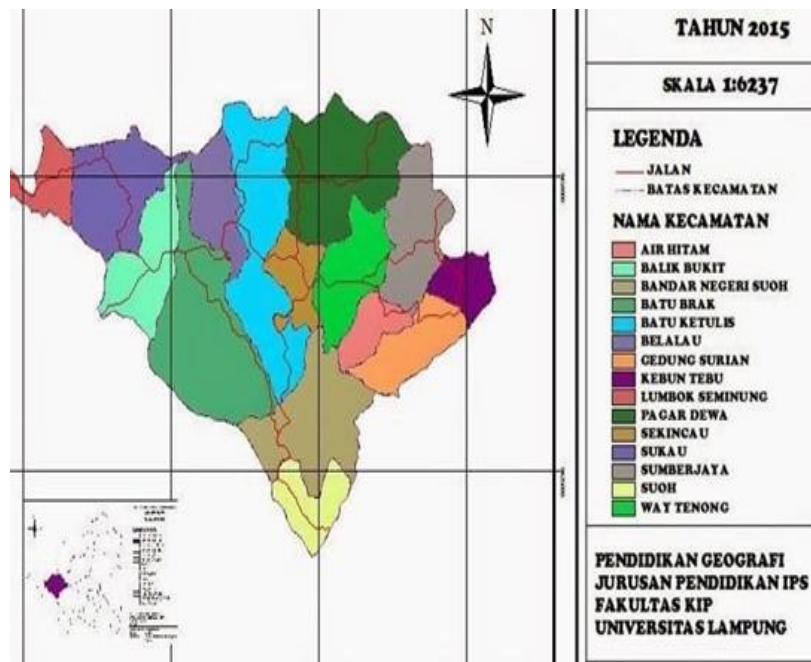 N
TAHUN 2015
SKALA 1:6237
LEGENDA
JALAN
BATAS KECAMATAN
NAMA KECAMATAN
AIR HITAM
BALIK BUKIT
BANDAR NEGERI SUOH
BATU BRAK
BATU KETULIS
BELALAU
GEDUNG SURIAN
KEBUN TEBU
LUMBOK SEMINUNG
PAGAR DEWA
SEKINCAU
SUKAU
SUMBERJAYA
SUOH
WAY TENONG
PENDIDIKAN GEOGRAFI
JURUSAN PENDIDIKAN IPS
FAKULTAS KIP
UNIVERSITAS LAMPUNG